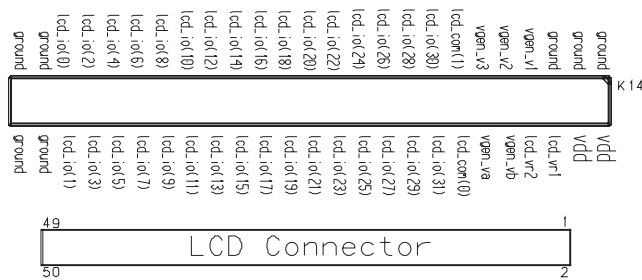 ground
ground
lcd_io(0)
lcd_io(2)
lcd_io(4)
lcd_io(6)
lcd_io(8)
lcd_io(10)
lcd_io(12)
lcd_io(14)
lcd_io(16)
lcd_io(18)
lcd_io(20)
lcd_io(22)
lcd_io(24)
lcd_io(26)
lcd_io(28)
lcd_io(30)
lcd_com(1)
vgen_v3
vgen_v2
vgen_v1
ground
ground
ground
K14
ground
ground
lcd_io(1)
lcd_io(3)
lcd_io(5)
lcd_io(7)
lcd_io(9)
lcd_io(11)
lcd_io(13)
lcd_io(15)
lcd_io(17)
lcd_io(19)
lcd_io(21)
lcd_io(23)
lcd_io(25)
lcd_io(27)
lcd_io(29)
lcd_io(31)
lcd_com(0)
vgen_va
vgen_vb
lcd_vr2
lcd_vr1
vdd
vdd
49 1
LCD Connector
50 2